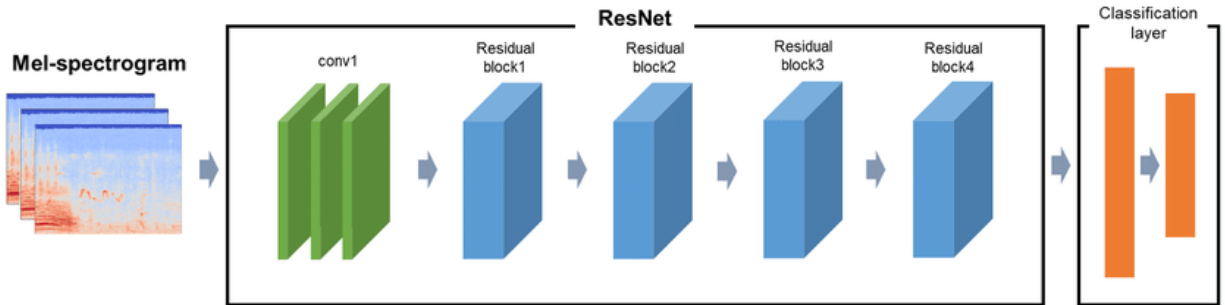 ResNet
Classification
layer
Mel-spectrogram
conv1
Residual
block1
Residual
block2
Residual
block3
Residual
block4